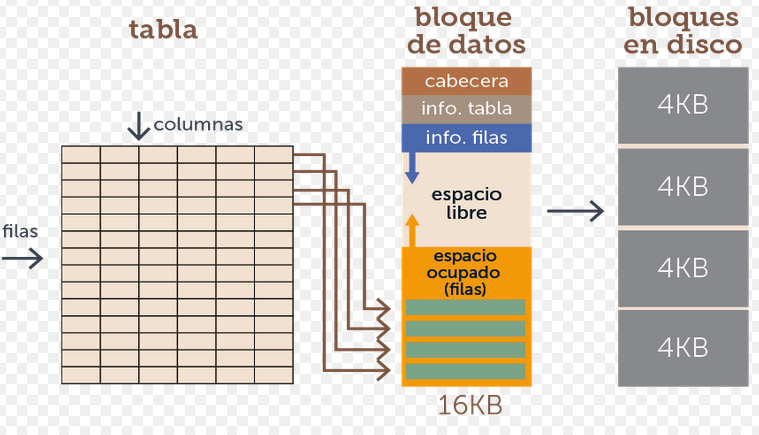 tabla
columnas
filas
bloque
de datos
cabecera
info. tabla
info. filas
espacio
libre
espacio
ocupado
(filas)
16KB
bloques
en disco
4KB
4KB
4KB
4KB